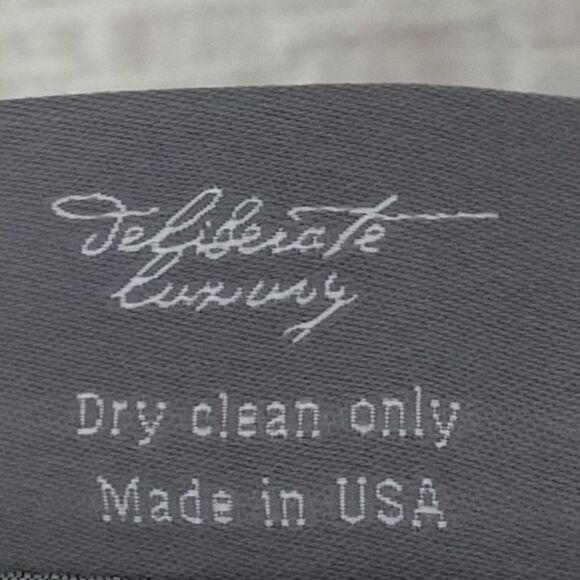 deliberate
luxury
Dry clean only
Made in USA